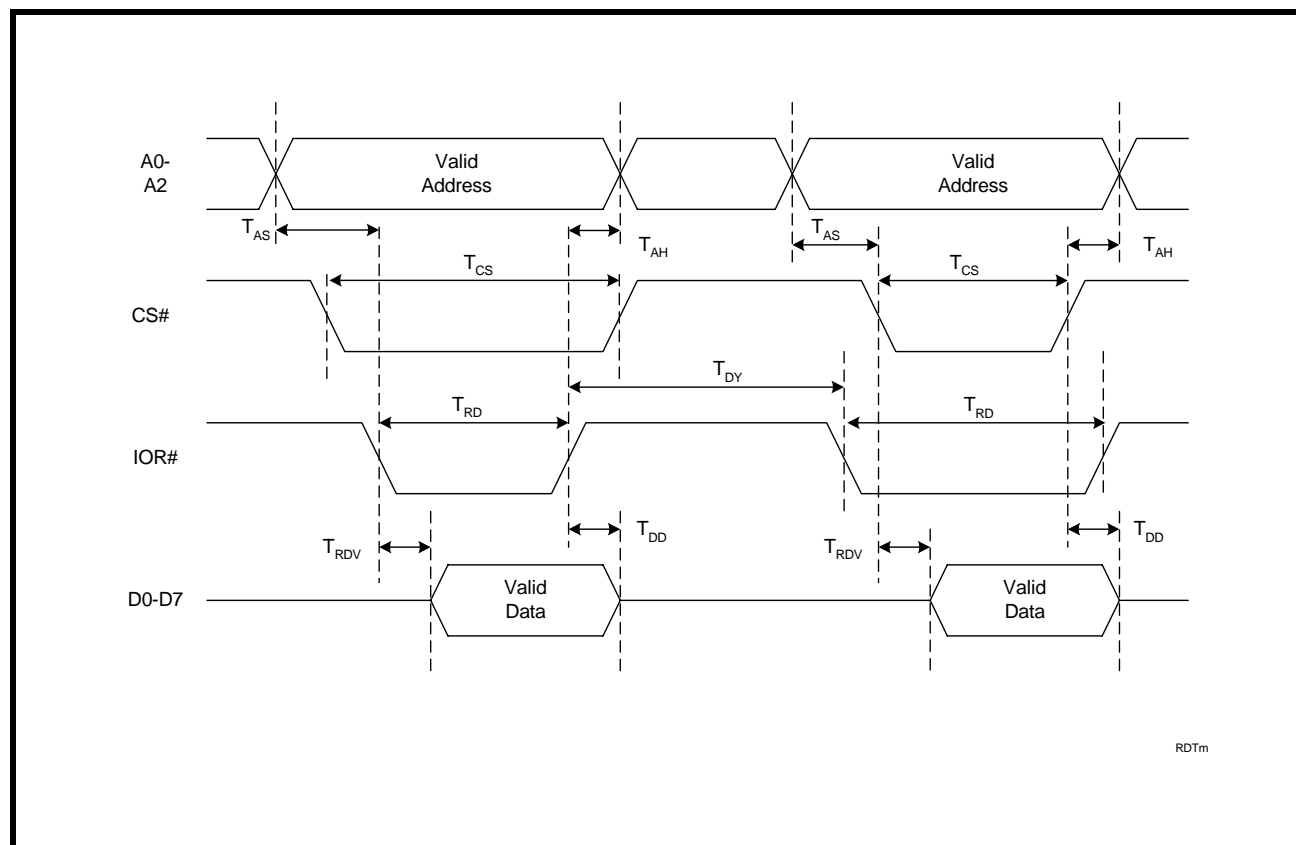 A0-
A2
Valid
Address
Valid
Address
TAS
TAH
TAS
TAH
TCS
TCS
CS#
TDY
TRD
TRD
IOR#
TRDV
TDD
TRDV
TDD
D0-D7
Valid
Data
Valid
Data
RDTm